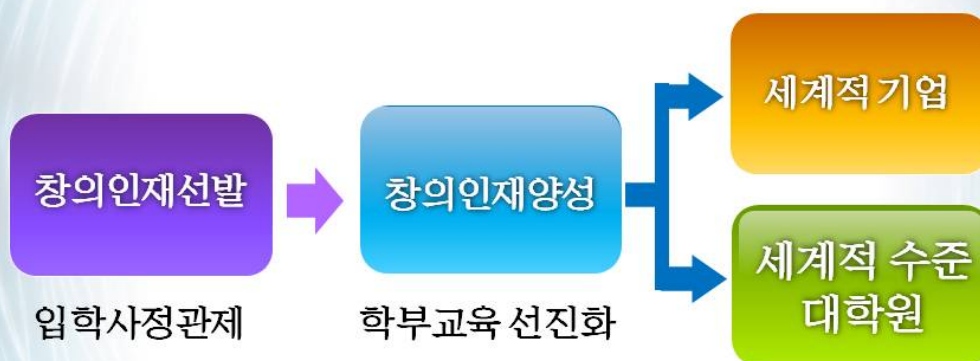 창의인재선발
입학사정관제
창의인재양성
학부교육 선진화
세계적 기업
세계적 수준
대학원